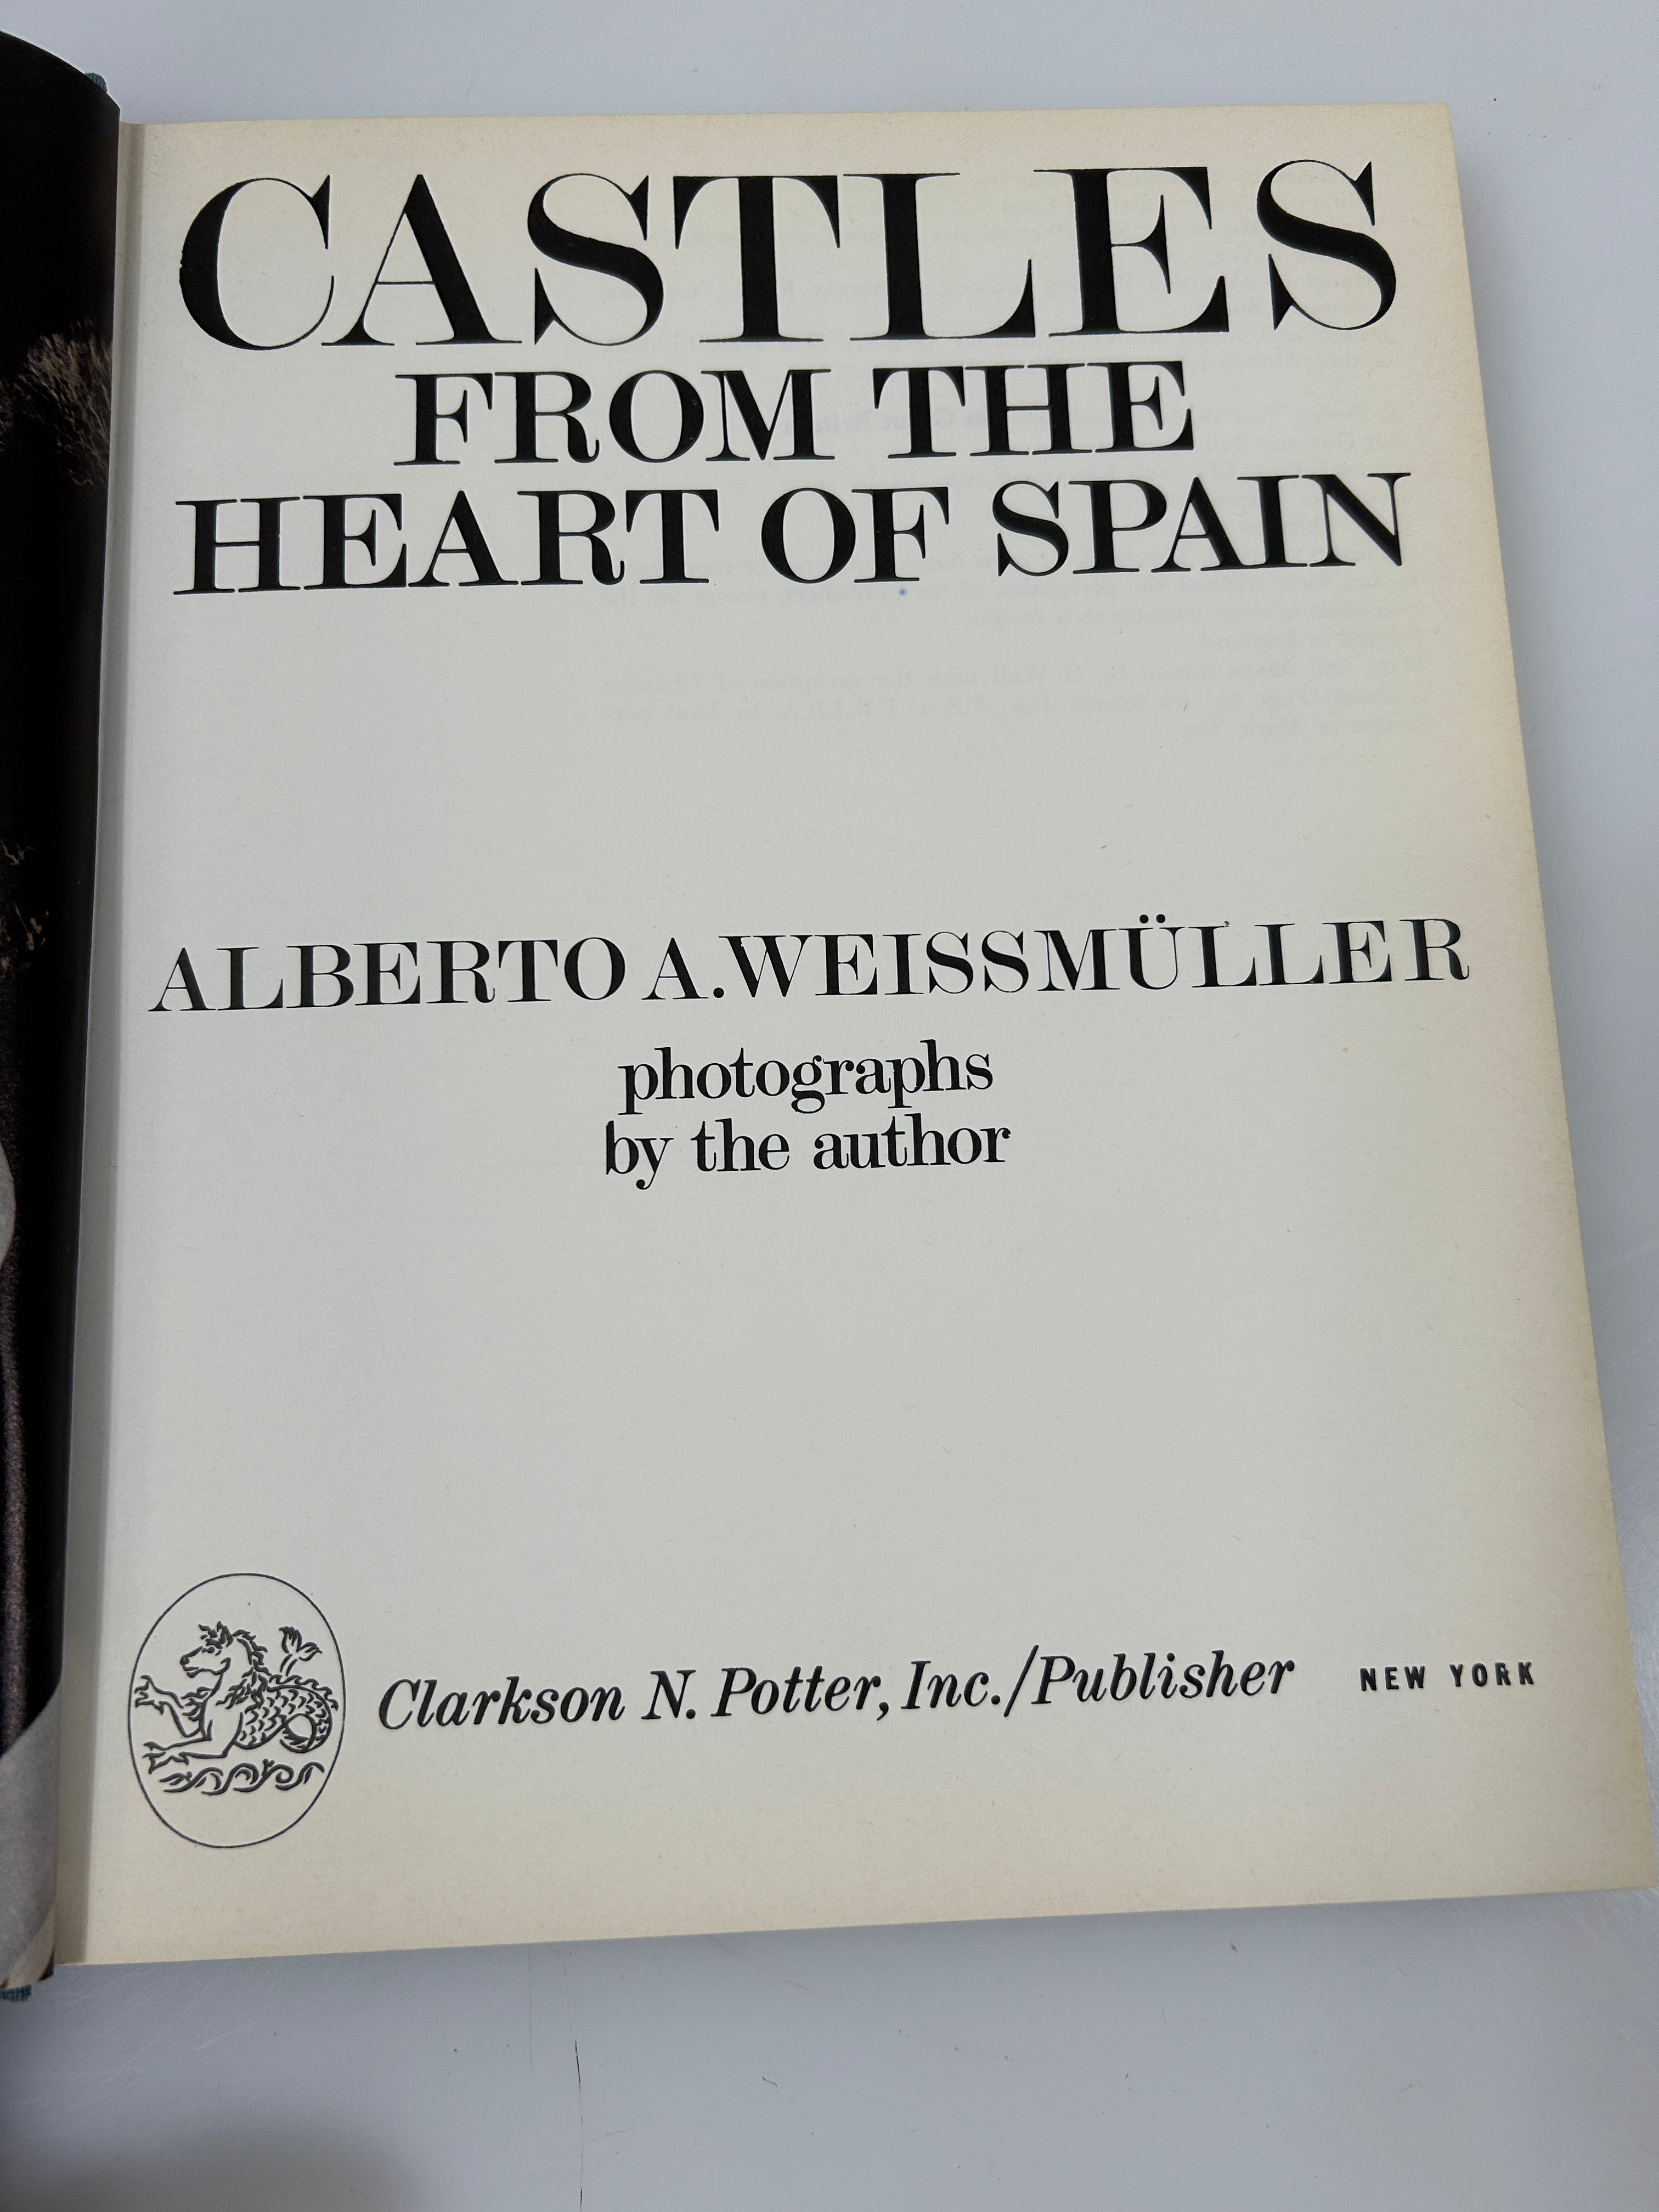 CASTLES
FROM THE
HEART OF SPAIN
ALBERTO A. WEISSMÜLLER
photographs
by the author
Clarkson N. Potter, Inc./Publisher NEW YORK